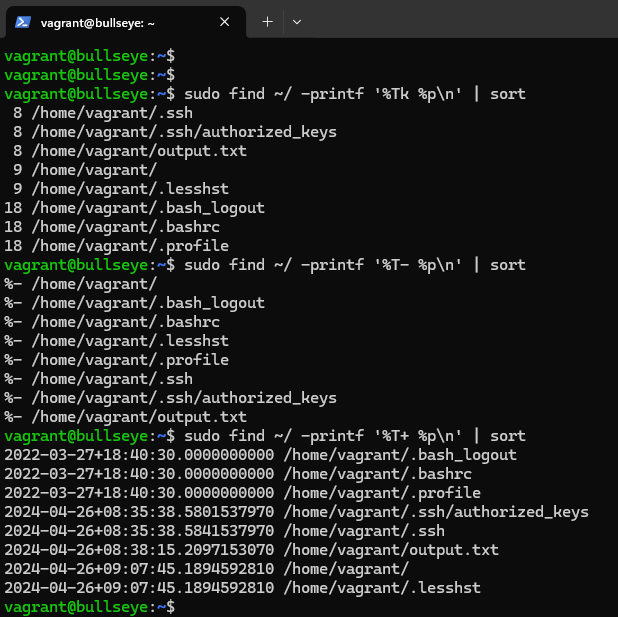 vagrant@bullseye: ~
vagrant@bullseye:~$
vagrant@bullseye:~$
vagrant@bullseye:~$ sudo find ~/ -printf '%Tk %p\n' | sort
 8 /home/vagrant/.ssh
 8 /home/vagrant/.ssh/authorized_keys
 8 /home/vagrant/output.txt
 9 /home/vagrant/
 9 /home/vagrant/.lesshst
18 /home/vagrant/.bash_logout
18 /home/vagrant/.bashrc
18 /home/vagrant/.profile
vagrant@bullseye:~$ sudo find ~/ -printf '%T- %p\n' | sort
%- /home/vagrant/
%- /home/vagrant/.bash_logout
%- /home/vagrant/.bashrc
%- /home/vagrant/.lesshst
%- /home/vagrant/.profile
%- /home/vagrant/.ssh
%- /home/vagrant/.ssh/authorized_keys
%- /home/vagrant/output.txt
vagrant@bullseye:~$ sudo find ~/ -printf '%T+ %p\n' | sort
2022-03-27+18:40:30.0000000000 /home/vagrant/.bash_logout
2022-03-27+18:40:30.0000000000 /home/vagrant/.bashrc
2022-03-27+18:40:30.0000000000 /home/vagrant/.profile
2024-04-26+08:35:38.5801537970 /home/vagrant/.ssh/authorized_keys
2024-04-26+08:35:38.5841537970 /home/vagrant/.ssh
2024-04-26+08:38:15.2097153070 /home/vagrant/output.txt
2024-04-26+09:07:45.1894592810 /home/vagrant/
2024-04-26+09:07:45.1894592810 /home/vagrant/.lesshst
vagrant@bullseye:~$